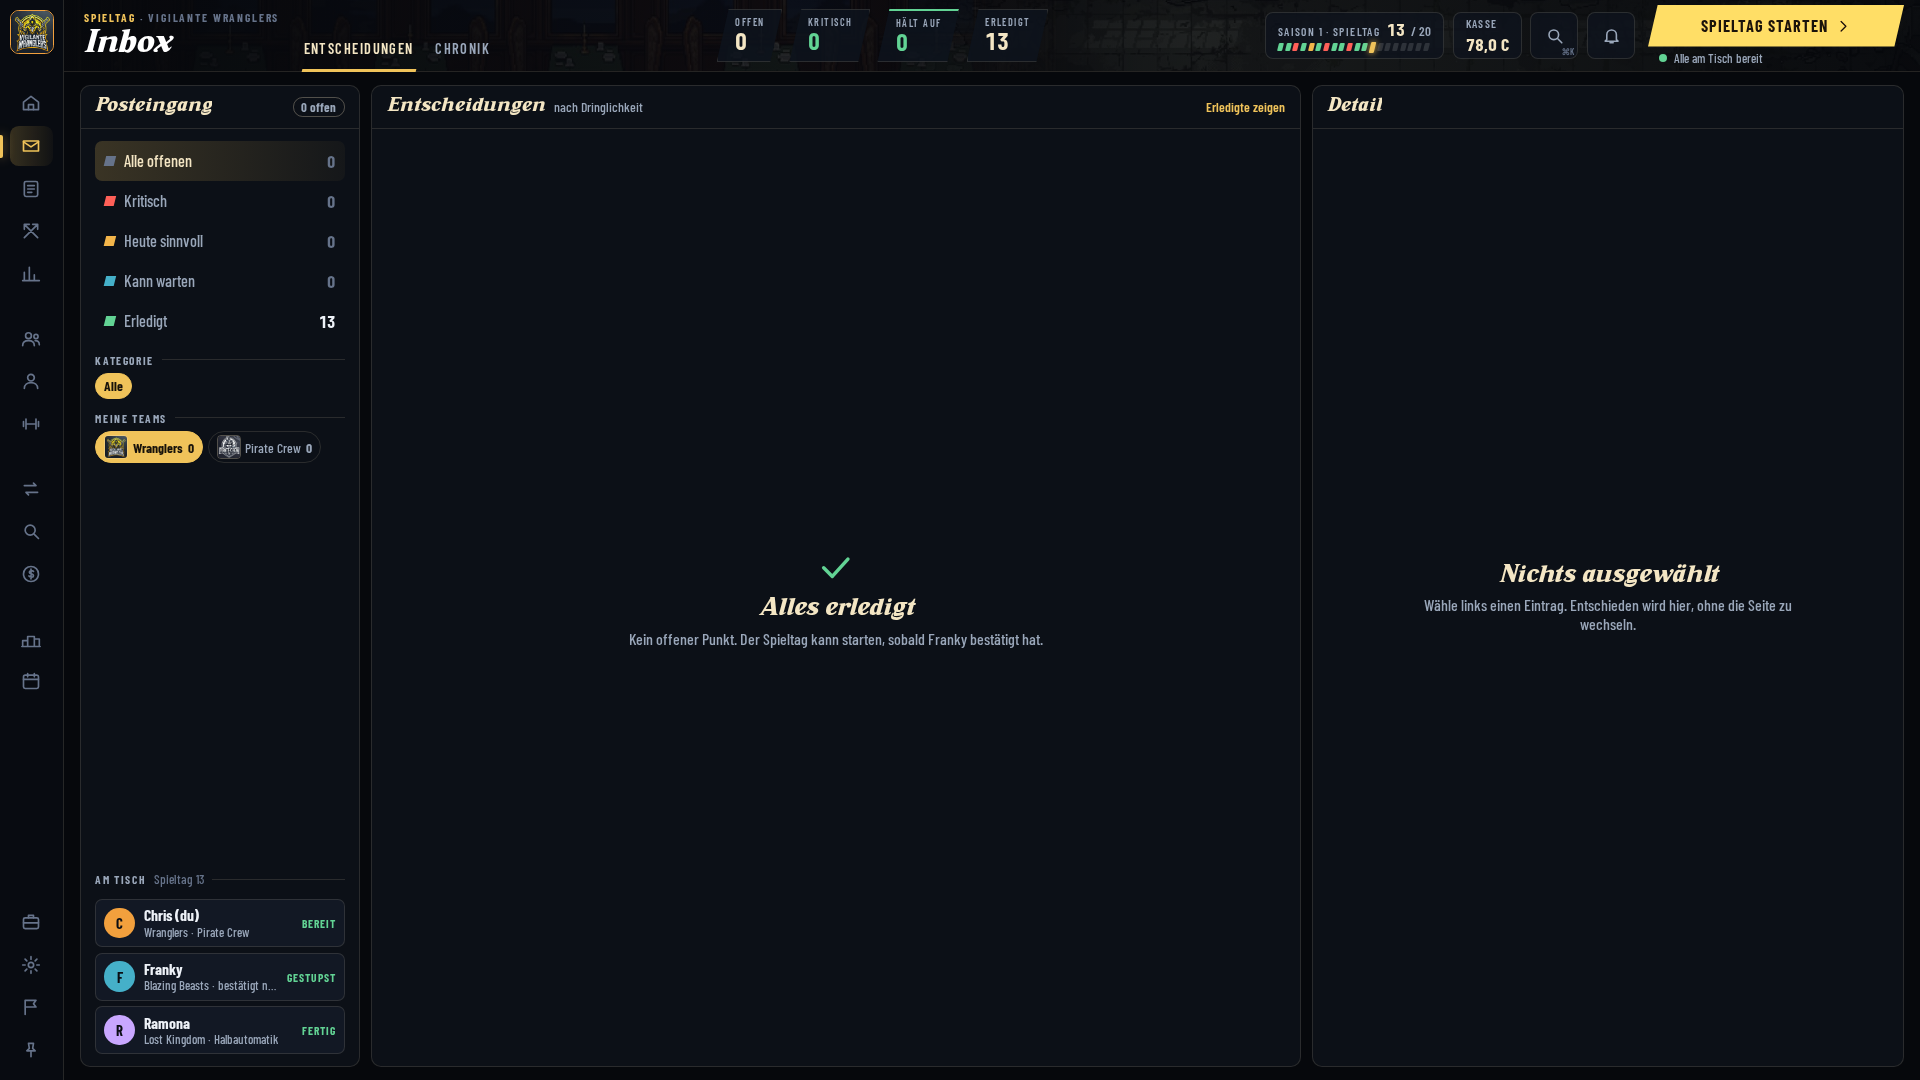 SPIELTAG · VIGILANTE WRANGLERS
Inbox
ENTSCHEIDUNGEN
CHRONIK
OFFEN
0
KRITISCH
0
HÄLT AUF
0
ERLEDIGT
13
SAISON 1 · SPIELTAG 13 / 20
KASSE
78,0 C
⌘K
SPIELTAG STARTEN
Alle am Tisch bereit
Posteingang
0 offen
Alle offenen 0
Kritisch 0
Heute sinnvoll 0
Kann warten 0
Erledigt 13
KATEGORIE
Alle
MEINE TEAMS
Wranglers 0
Pirate Crew 0
AM TISCH Spieltag 13
C
Chris (du)
Wranglers · Pirate Crew
BEREIT
F
Franky
Blazing Beasts · bestätigt n...
GESTUPST
R
Ramona
Lost Kingdom · Halbautomatik
FERTIG
Entscheidungen nach Dringlichkeit
Erledigte zeigen
Alles erledigt
Kein offener Punkt. Der Spieltag kann starten, sobald Franky bestätigt hat.
Detail
Nichts ausgewählt
Wähle links einen Eintrag. Entschieden wird hier, ohne die Seite zu
wechseln.